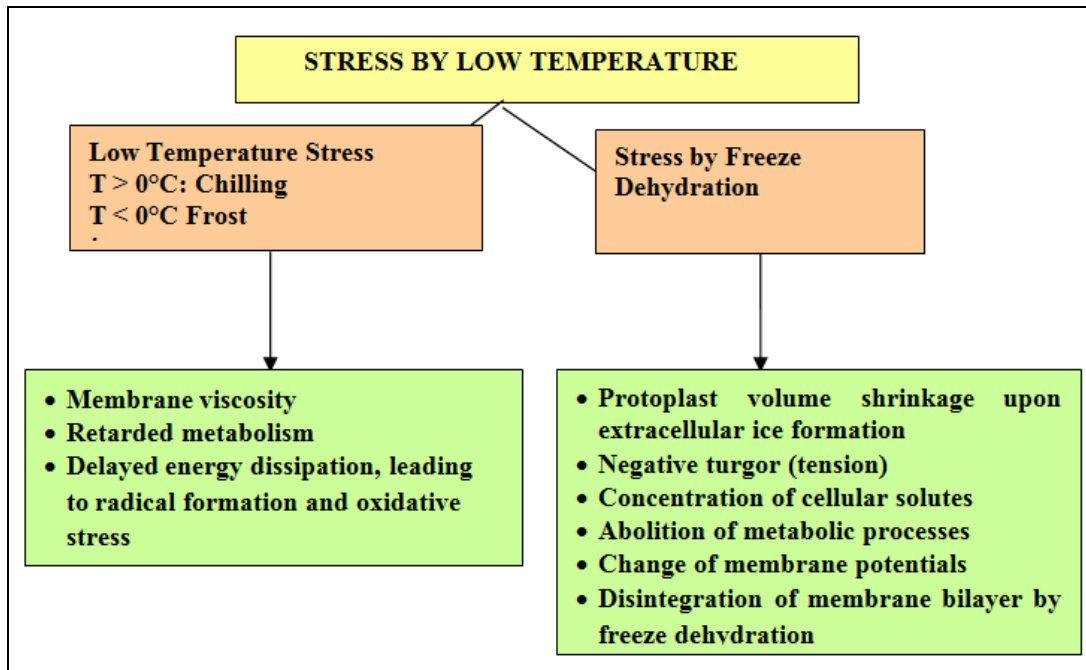 STRESS BY LOW TEMPERATURE
Low Temperature Stress
T > 0°C: Chilling
T < 0°C Frost
Stress by Freeze
Dehydration
• Membrane viscosity
• Retarded metabolism
• Delayed energy dissipation, leading
to radical formation and oxidative
stress
• Protoplast volume shrinkage upon
extracellular ice formation
• Negative turgor (tension)
• Concentration of cellular solutes
• Abolition of metabolic processes
• Change of membrane potentials
• Disintegration of membrane bilayer by
freeze dehydration